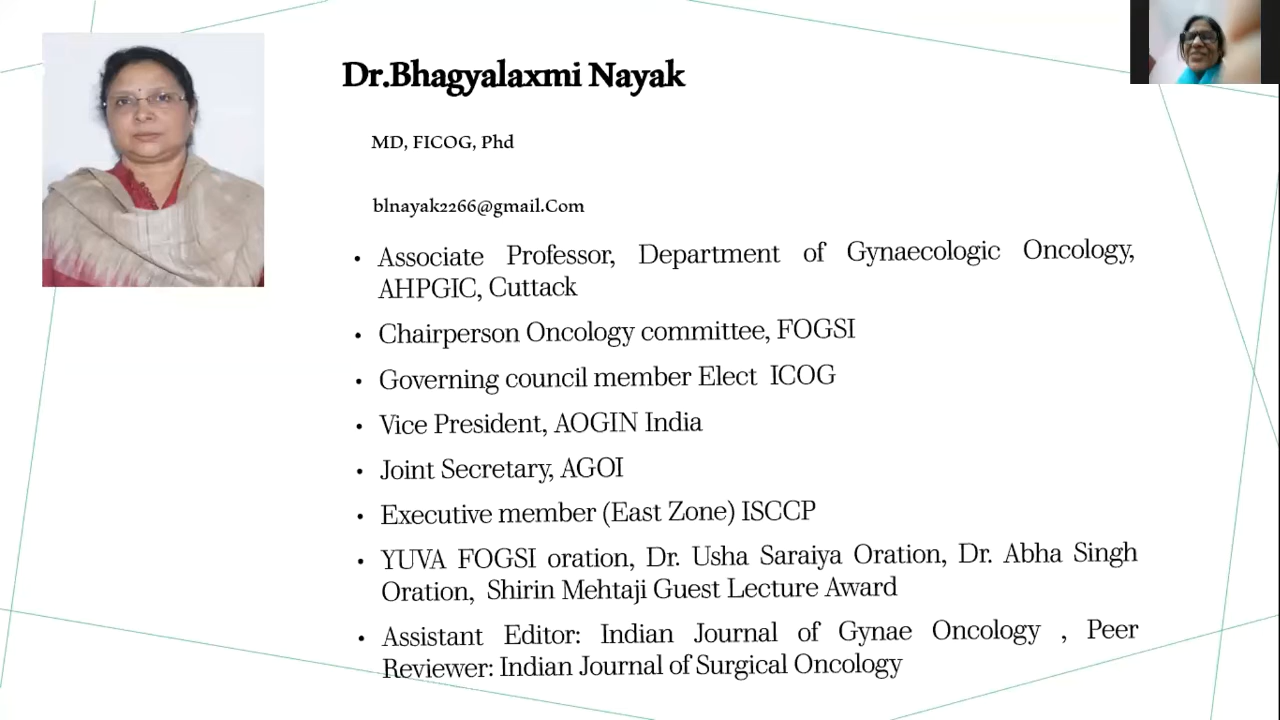 Dr.Bhagyalaxmi Nayak
MD, FICOG, Phd
blnayak2266@gmail.Com
• Associate Professor, Department of Gynaecologic Oncology,
AHPGIC, Cuttack
• Chairperson Oncology committee, FOGSI
• Governing council member Elect ICOG
• Vice President, AOGIN India
• Joint Secretary, AGOI
• Executive member (East Zone) ISCCP
• YUVA FOGSI oration, Dr. Usha Saraiya Oration, Dr. Abha Singh
Oration, Shirin Mehtaji Guest Lecture Award
• Assistant Editor: Indian Journal of Gynae Oncology , Peer
Reviewer: Indian Journal of Surgical Oncology